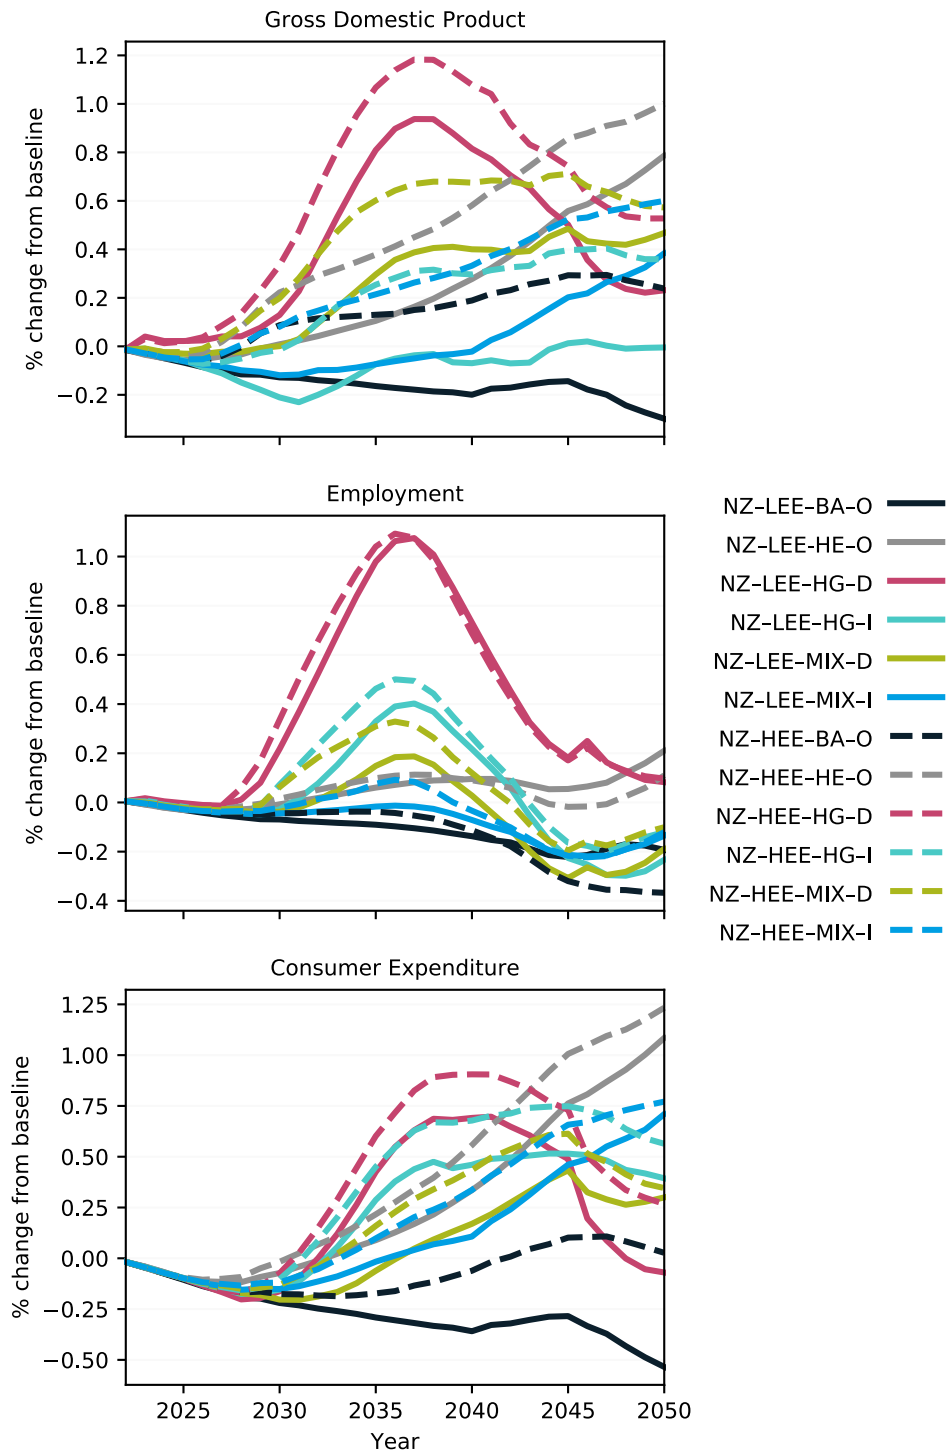 Gross Domestic Product
% change from baseline
1.2
1.0
0.8
0.6
0.4
0.2
0.0
−0.2
Employment
% change from baseline
1.0
0.8
0.6
0.4
0.2
0.0
−0.2
−0.4
NZ–LEE–BA–O
NZ–LEE-HE–O
NZ–LEE–HG–D
NZ–LEE–HG–I
NZ–LEE–MIX–D
NZ–LEE–MIX–I
NZ–HEE–BA–O
NZ–HEE–HE–O
NZ–HEE–HG–D
NZ–HEE–HG–I
NZ–HEE–MIX–D
NZ–HEE–MIX–I
Consumer Expenditure
% change from baseline
1.25
1.00
0.75
0.50
0.25
0.00
−0.25
−0.50
2025 2030 2035 2040 2045 2050
Year